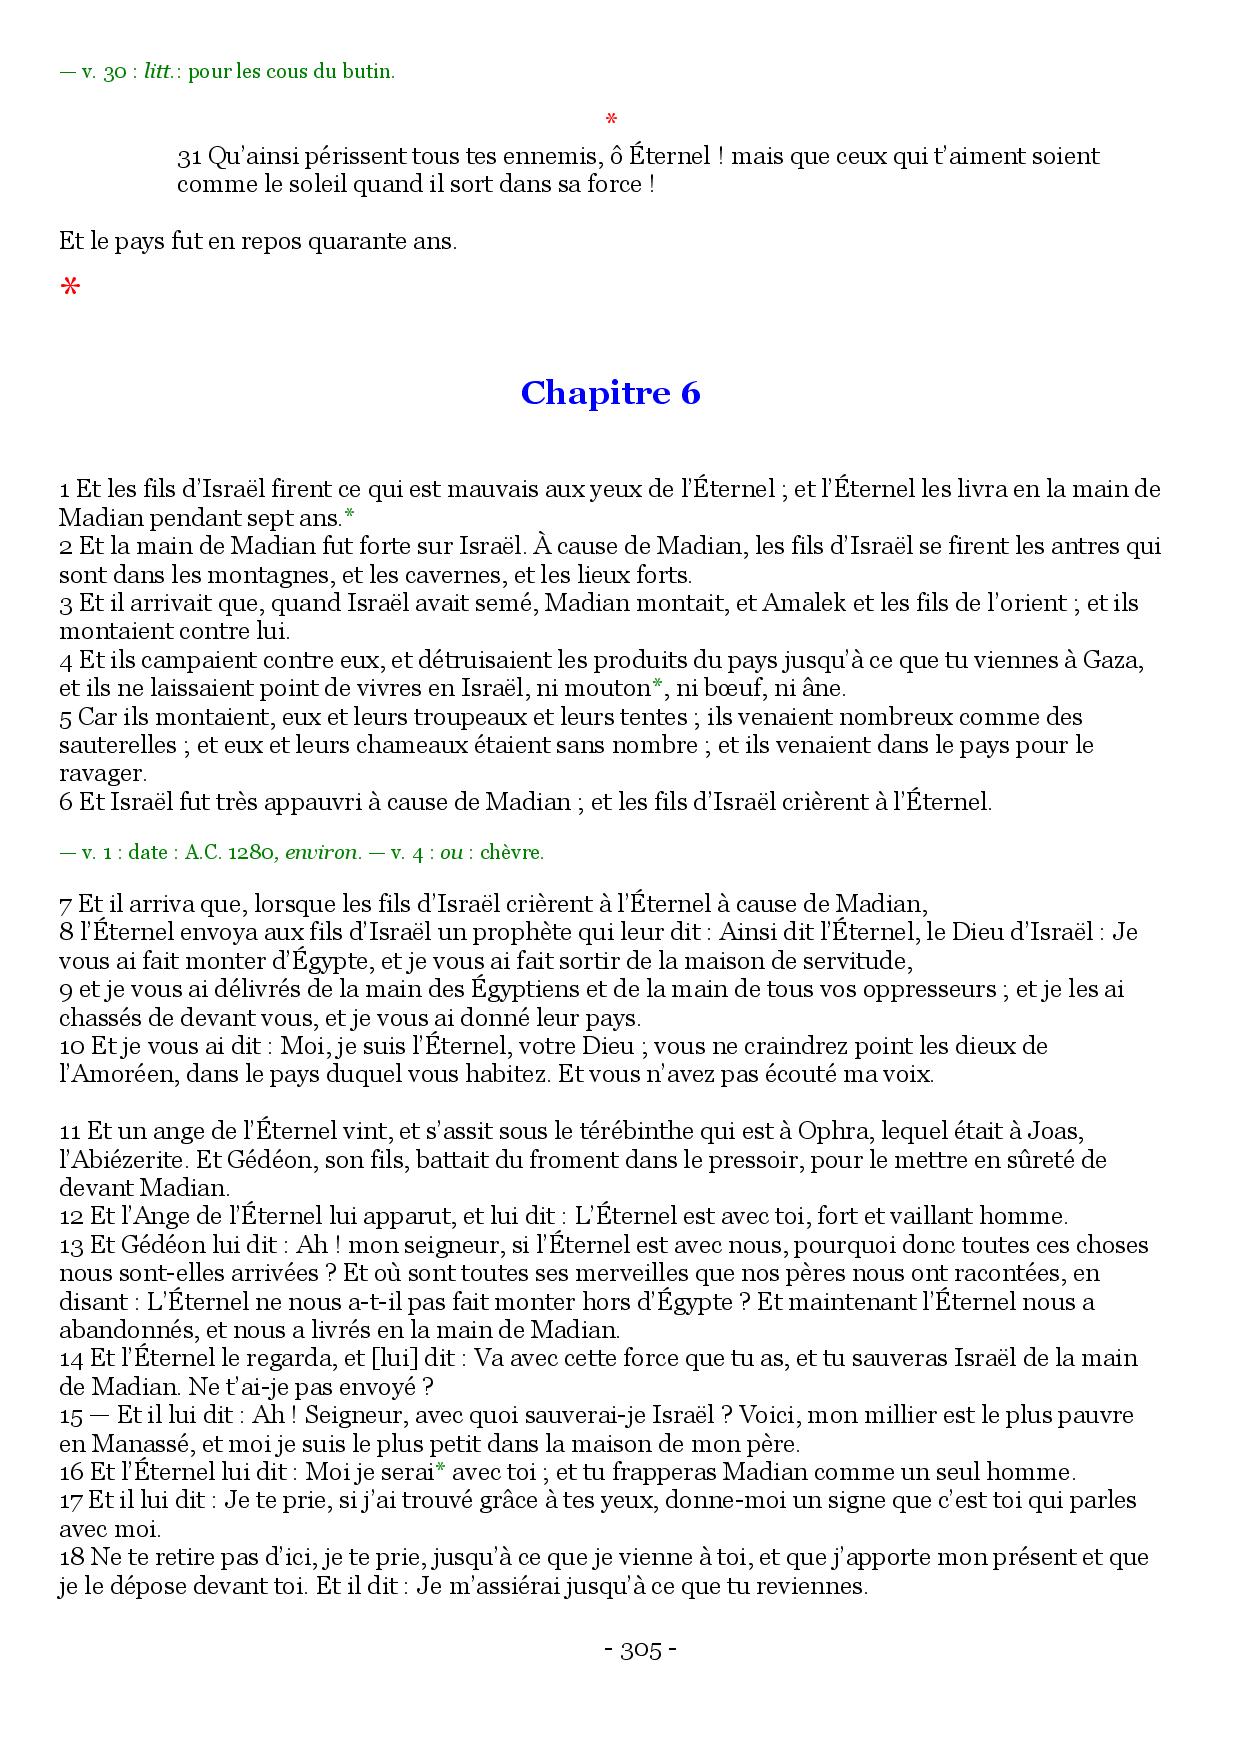 — v. 30 : litt.: pour les cous du butin.
*
31 Qu’ainsi périssent tous tes ennemis, ô Éternel ! mais que ceux qui t’aiment soient
comme le soleil quand il sort dans sa force !
Et le pays fut en repos quarante ans.
*
Chapitre 6
1 Et les fils d’Israël firent ce qui est mauvais aux yeux de l’Éternel ; et l’Éternel les livra en la main de
Madian pendant sept ans.*
2 Et la main de Madian fut forte sur Israël. À cause de Madian, les fils d’Israël se firent les antres qui
sont dans les montagnes, et les cavernes, et les lieux forts.
3 Et il arrivait que, quand Israël avait semé, Madian montait, et Amalek et les fils de l’orient ; et ils
montaient contre lui.
4 Et ils campaient contre eux, et détruisaient les produits du pays jusqu’à ce que tu viennes à Gaza,
et ils ne laissaient point de vivres en Israël, ni mouton*, ni bœuf, ni âne.
5 Car ils montaient, eux et leurs troupeaux et leurs tentes ; ils venaient nombreux comme des
sauterelles ; et eux et leurs chameaux étaient sans nombre ; et ils venaient dans le pays pour le
ravager.
6 Et Israël fut très appauvri à cause de Madian ; et les fils d’Israël crièrent à l’Éternel.
— v. 1 : date : A.C. 1280, environ. — v. 4 : ou : chèvre.
7 Et il arriva que, lorsque les fils d’Israël crièrent à l’Éternel à cause de Madian,
8 l’Éternel envoya aux fils d’Israël un prophète qui leur dit : Ainsi dit l’Éternel, le Dieu d’Israël : Je
vous ai fait monter d’Égypte, et je vous ai fait sortir de la maison de servitude,
9 et je vous ai délivrés de la main des Égyptiens et de la main de tous vos oppresseurs ; et je les ai
chassés de devant vous, et je vous ai donné leur pays.
10 Et je vous ai dit : Moi, je suis l’Éternel, votre Dieu ; vous ne craindrez point les dieux de
l’Amoréen, dans le pays duquel vous habitez. Et vous n’avez pas écouté ma voix.
11 Et un ange de l’Éternel vint, et s’assit sous le térébinthe qui est à Ophra, lequel était à Joas,
l’Abiézerite. Et Gédéon, son fils, battait du froment dans le pressoir, pour le mettre en sûreté de
devant Madian.
12 Et l’Ange de l’Éternel lui apparut, et lui dit : L’Éternel est avec toi, fort et vaillant homme.
13 Et Gédéon lui dit : Ah ! mon seigneur, si l’Éternel est avec nous, pourquoi donc toutes ces choses
nous sont-elles arrivées ? Et où sont toutes ses merveilles que nos pères nous ont racontées, en
disant : L’Éternel ne nous a-t-il pas fait monter hors d’Égypte ? Et maintenant l’Éternel nous a
abandonnés, et nous a livrés en la main de Madian.
14 Et l’Éternel le regarda, et [lui] dit : Va avec cette force que tu as, et tu sauveras Israël de la main
de Madian. Ne t’ai-je pas envoyé ?
15 — Et il lui dit : Ah ! Seigneur, avec quoi sauverai-je Israël ? Voici, mon millier est le plus pauvre
en Manassé, et moi je suis le plus petit dans la maison de mon père.
16 Et l’Éternel lui dit : Moi je serai* avec toi ; et tu frapperas Madian comme un seul homme.
17 Et il lui dit : Je te prie, si j’ai trouvé grâce à tes yeux, donne-moi un signe que c’est toi qui parles
avec moi.
18 Ne te retire pas d’ici, je te prie, jusqu’à ce que je vienne à toi, et que j’apporte mon présent et que
je le dépose devant toi. Et il dit : Je m’assiérai jusqu’à ce que tu reviennes.
- 305 -